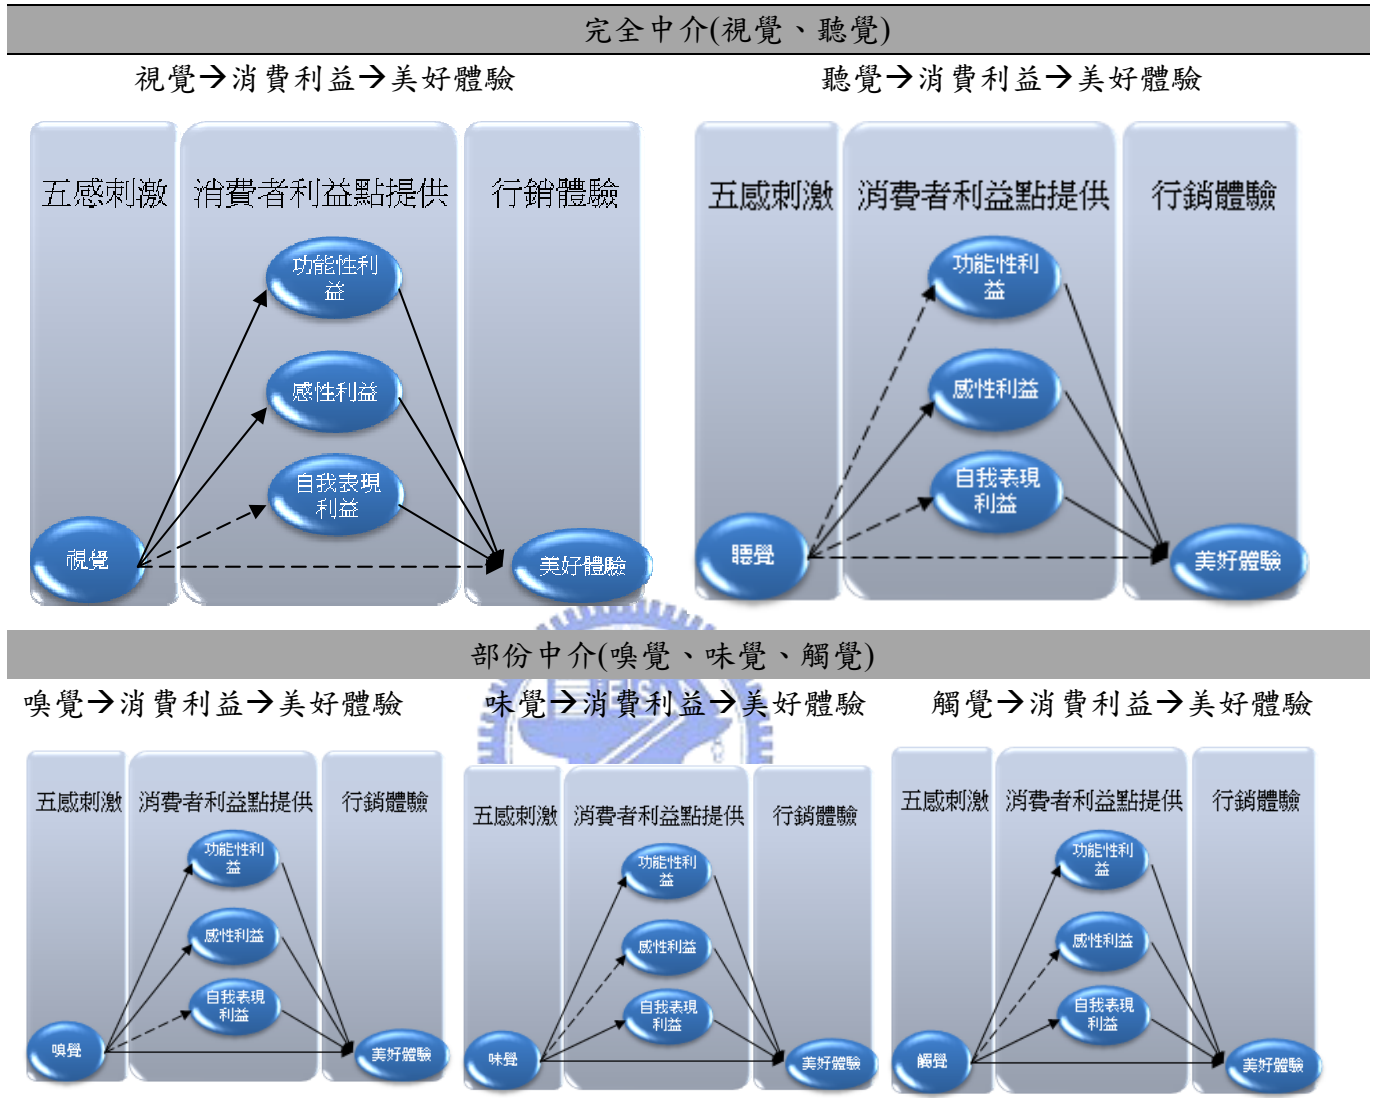 完全中介(視覺、聽覺)
視覺→消費利益→美好體驗
五感刺激
消費者利益點提供
行銷體驗
功能性利
益
感性利益
自我表現
利益
視覺
美好體驗
聽覺→消費利益→美好體驗
五感刺激
消費者利益點提供
行銷體驗
功能性利
益
感性利益
自我表現
利益
聽覺
美好體驗
部份中介(嗅覺、味覺、觸覺)
嗅覺→消費利益→美好體驗
五感刺激
消費者利益點提供
行銷體驗
功能性利
益
感性利益
自我表現
利益
嗅覺
美好體驗
味覺→消費利益→美好體驗
五感刺激
消費者利益點提供
行銷體驗
功能性利
益
感性利益
自我表現
利益
味覺
美好體驗
觸覺→消費利益→美好體驗
五感刺激
消費者利益點提供
行銷體驗
功能性利
益
感性利益
自我表現
利益
觸覺
美好體驗